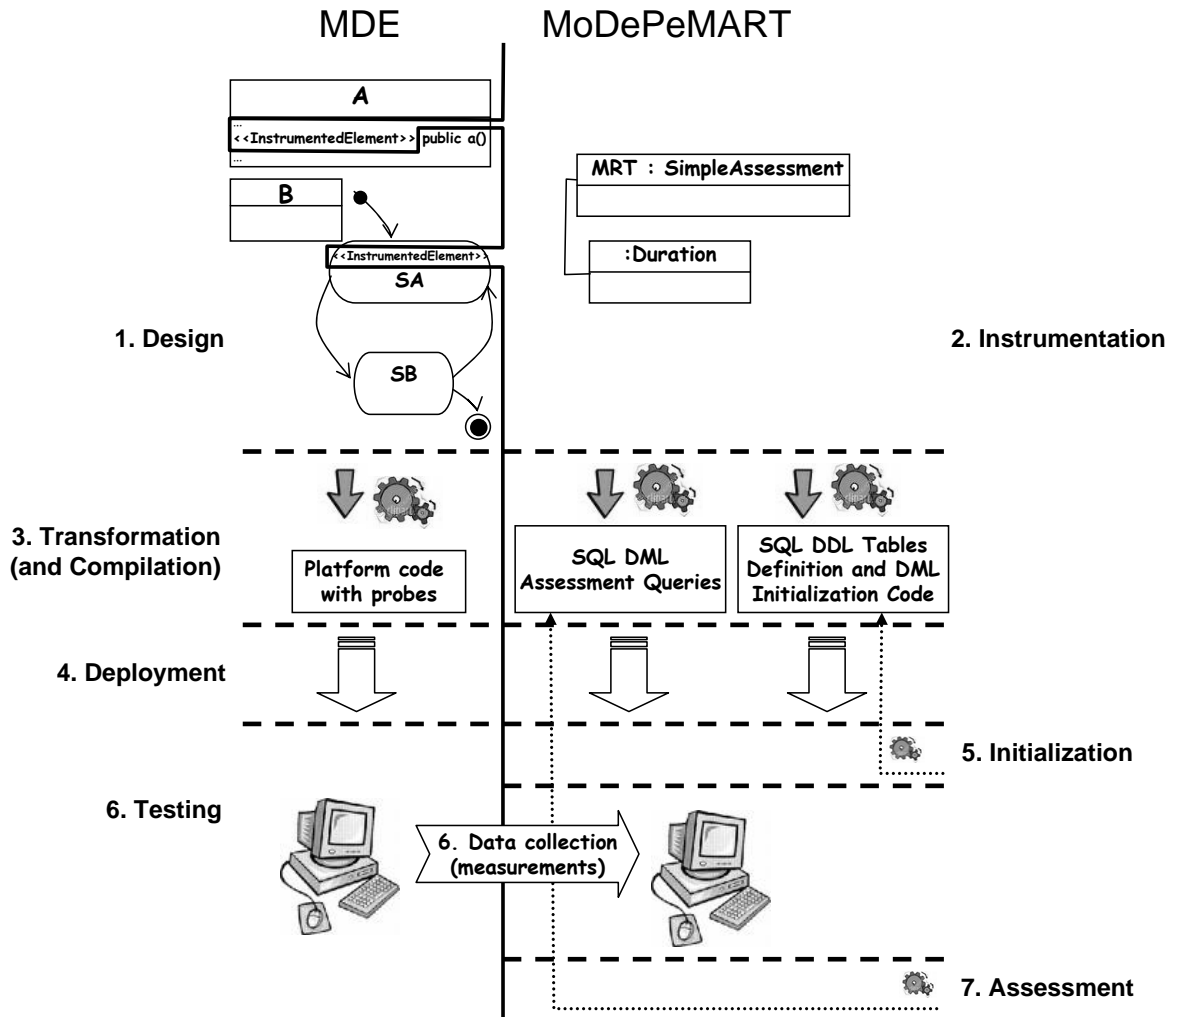 MDE
MoDePeMART
A
...
<<InstrumentedElement>> public a()
...
MRT : SimpleAssessment
B
<<InstrumentedElement>>
SA
:Duration
1. Design
2. Instrumentation
SB
3. Transformation
(and Compilation)
Platform code
with probes
SQL DML
Assessment Queries
SQL DDL Tables
Definition and DML
Initialization Code
4. Deployment
5. Initialization
6. Testing
6. Data collection
(measurements)
7. Assessment